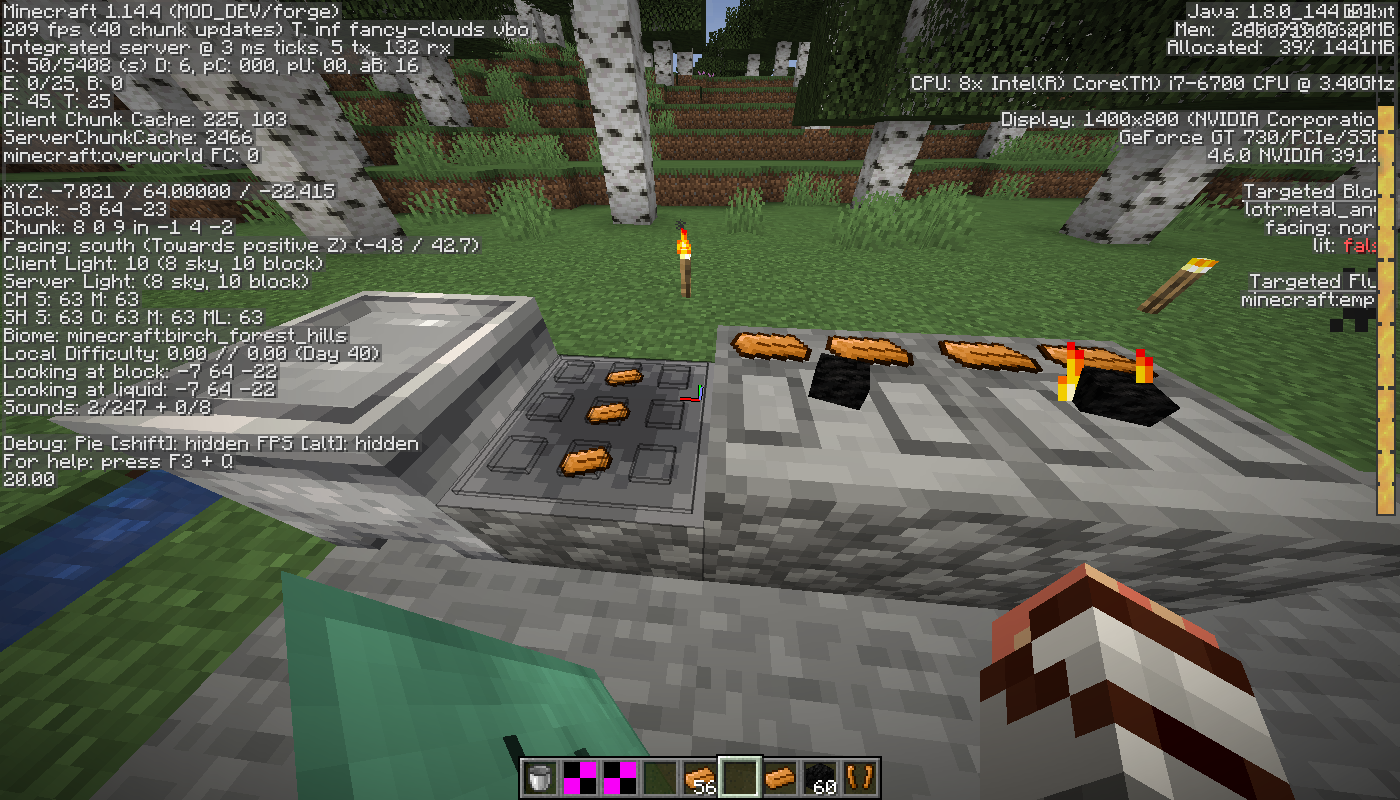 Minecraft 1.14.4 (MOD_DEV/forge)
209 fps (40 chunk updates) T: inf fancy-clouds vbo
Integrated server @ 3 ms ticks, 5 tx, 132 rx
C: 50/5408 (s) D: 6, pC: 000, pU: 00, aB: 16
E: 0/25, B: 0
P: 45, T: 25
Client Chunk Cache: 225, 103
ServerChunkCache: 2466
minecraft:overworld FC: 0
XYZ: -7.021 / 64.00000 / -22.415
Block: -8 64 -23
Chunk: 8 0 9 in -1 4 -2
Facing: south (Towards positive Z) (-4.8 / 42.7)
Client Light: 10 (8 sky, 10 block)
Server Light: (8 sky, 10 block)
CH S: 63 M: 63
SH S: 63 O: 63 M: 63 ML: 63
Biome: minecraft:birch_forest_hills
Local Difficulty: 0.00 // 0.00 (Day 40)
Looking at block: -7 64 -22
Looking at liquid: -7 64 -22
Sounds: 2/247 + 0/8
Debug: Pie [shift]: hidden FPS [alt]: hidden
For help: press F3 + Q
20.00
Java: 1.8.0_144
Mem:
Allocated: 39% 1441MB
CPU: 8x Intel(R) Core(TM) i7-6700 CPU @ 3.40GHz
Display: 1400x800 (NVIDIA Corporatio
GeForce GT 730/PCIe/SSE
4.6.0 NVIDIA 391.
Targeted Blo
lotr:metal_an
facing: nor
lit: fals
Targeted Flu
minecraft:emp
56
60